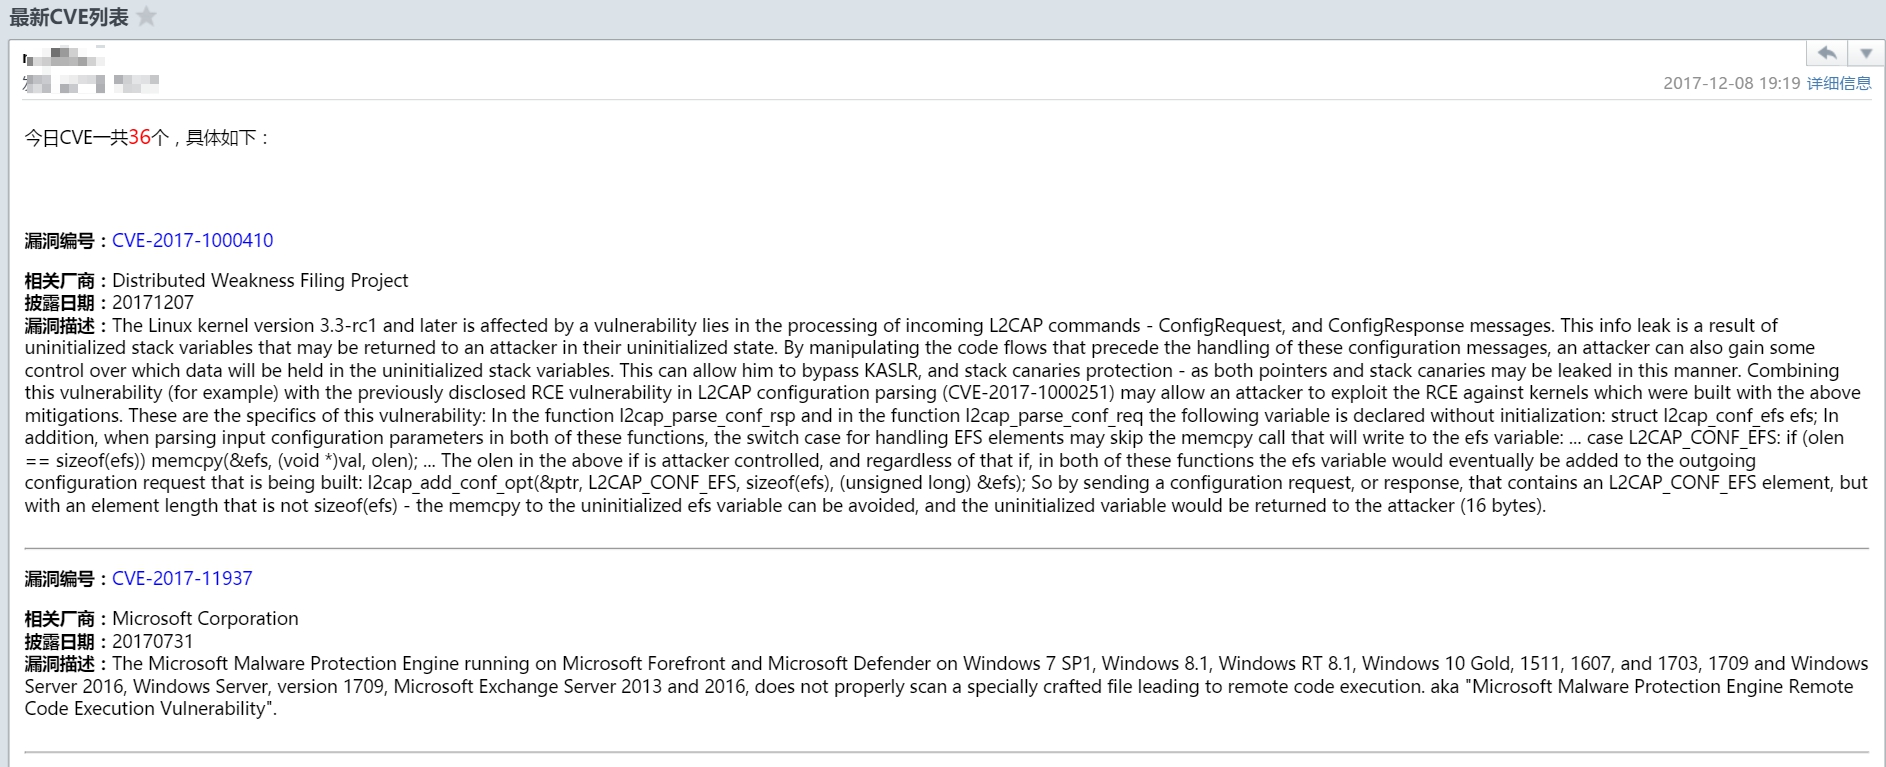 最新CVE列表
2017-12-08 19:19 详细信息
今日CVE一共36个，具体如下：
漏洞编号：CVE-2017-1000410
相关厂商：Distributed Weakness Filing Project
披露日期：20171207
漏洞描述：The Linux kernel version 3.3-rc1 and later is affected by a vulnerability lies in the processing of incoming L2CAP commands - ConfigRequest, and ConfigResponse messages. This info leak is a result of
uninitialized stack variables that may be returned to an attacker in their uninitialized state. By manipulating the code flows that precede the handling of these configuration messages, an attacker can also gain some
control over which data will be held in the uninitialized stack variables. This can allow him to bypass KASLR, and stack canaries protection - as both pointers and stack canaries may be leaked in this manner. Combining
this vulnerability (for example) with the previously disclosed RCE vulnerability in L2CAP configuration parsing (CVE-2017-1000251) may allow an attacker to exploit the RCE against kernels which were built with the above
mitigations. These are the specifics of this vulnerability: In the function l2cap_parse_conf_rsp and in the function l2cap_parse_conf_req the following variable is declared without initialization: struct l2cap_conf_efs efs; In
addition, when parsing input configuration parameters in both of these functions, the switch case for handling EFS elements may skip the memcpy call that will write to the efs variable: ... case L2CAP_CONF_EFS: if (olen
== sizeof(efs)) memcpy(&efs, (void *)val, olen); ... The olen in the above if is attacker controlled, and regardless of that if, in both of these functions the efs variable would eventually be added to the outgoing
configuration request that is being built: l2cap_add_conf_opt(&ptr, L2CAP_CONF_EFS, sizeof(efs), (unsigned long) &efs); So by sending a configuration request, or response, that contains an L2CAP_CONF_EFS element, but
with an element length that is not sizeof(efs) - the memcpy to the uninitialized efs variable can be avoided, and the uninitialized variable would be returned to the attacker (16 bytes).
漏洞编号：CVE-2017-11937
相关厂商：Microsoft Corporation
披露日期：20170731
漏洞描述：The Microsoft Malware Protection Engine running on Microsoft Forefront and Microsoft Defender on Windows 7 SP1, Windows 8.1, Windows RT 8.1, Windows 10 Gold, 1511, 1607, and 1703, 1709 and Windows
Server 2016, Windows Server, version 1709, Microsoft Exchange Server 2013 and 2016, does not properly scan a specially crafted file leading to remote code execution. aka "Microsoft Malware Protection Engine Remote
Code Execution Vulnerability".